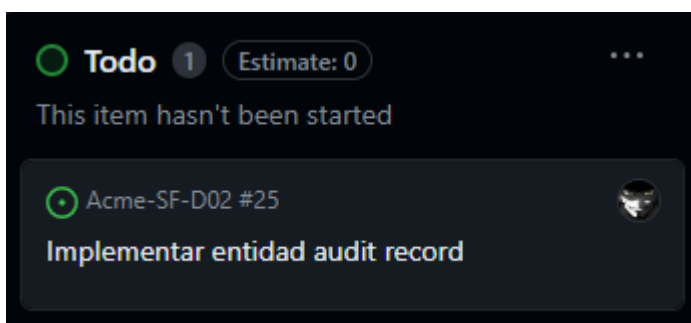 Todo 1 Estimate: 0
This item hasn't been started
Acme-SF-D02 #25
Implementar entidad audit record